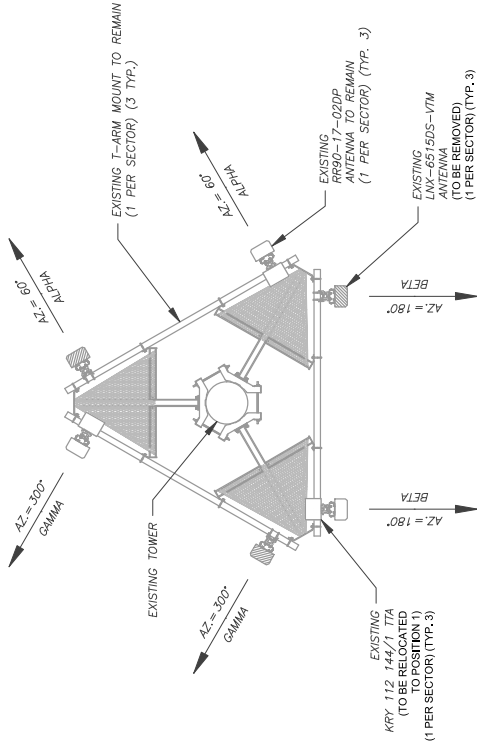 EXISTING T-ARM MOUNT TO REMAIN
(1 PER SECTOR) (3 TYP.)
AZ.= 60°
ALPHA
AZ.= 60°
ALPHA
EXISTING
RR90-17-02DP
ANTENNA TO REMAIN
(1 PER SECTOR) (TYP. 3)
EXISTING
LNX-6515DS-VTM
ANTENNA
(TO BE REMOVED)
(1 PER SECTOR) (TYP. 3)
AZ.= 300°
GAMMA
BETA
AZ.= 180°
EXISTING TOWER
AZ.= 300°
GAMMA
BETA
AZ.= 180°
EXISTING
KRY 112 144/1 TTA
(TO BE RELOCATED
TO POSITION 1)
(1 PER SECTOR) (TYP. 3)